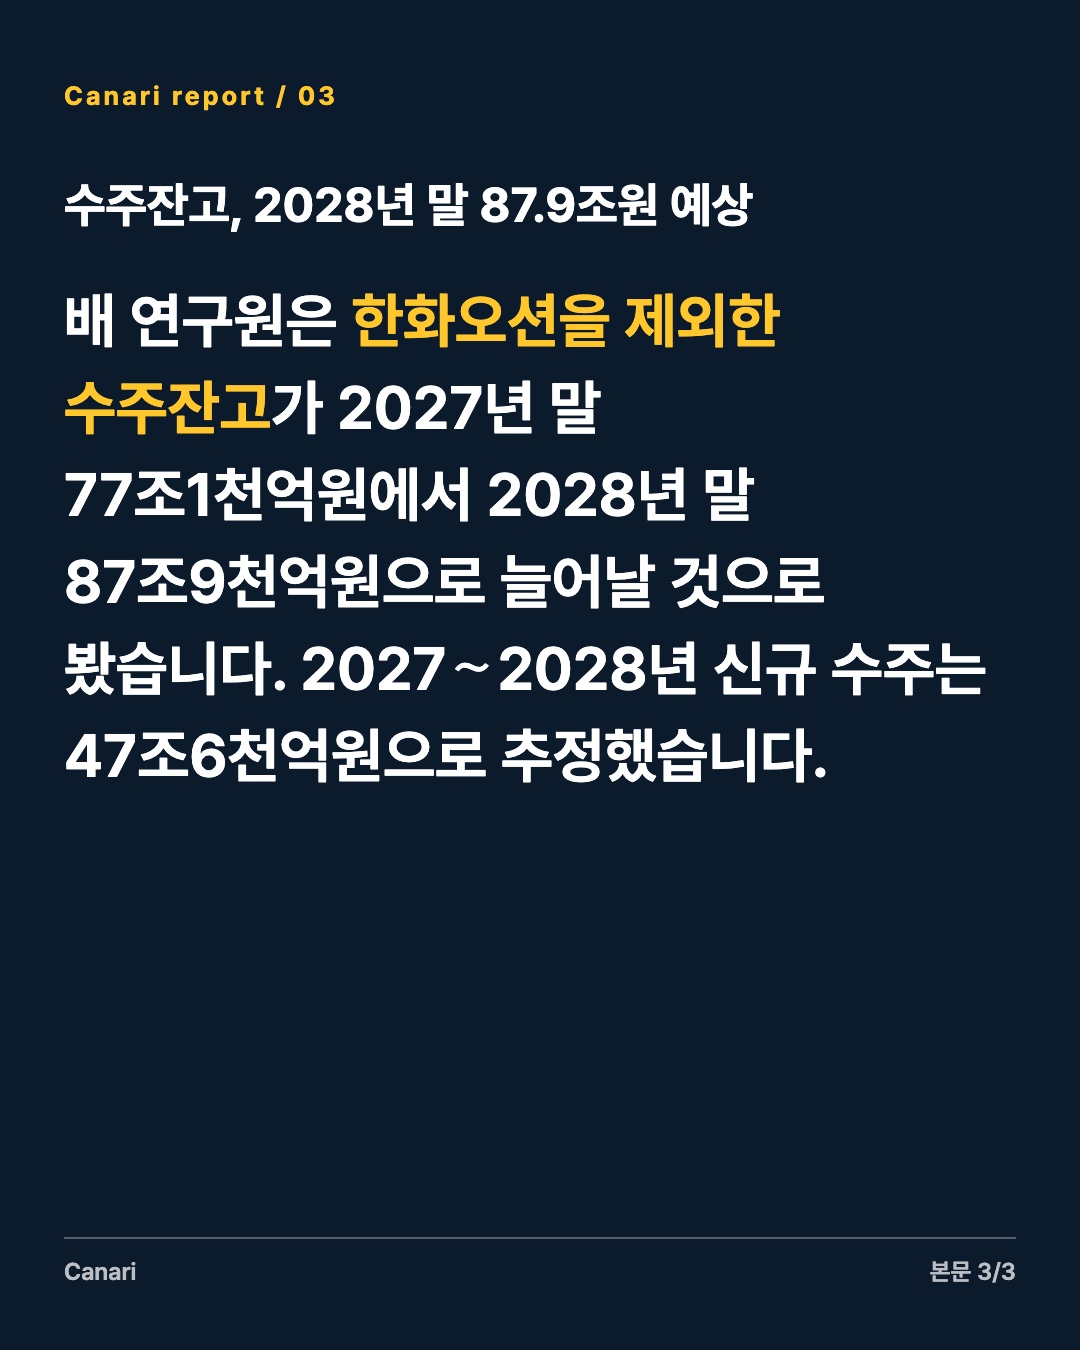 Canari report / 03
수주잔고, 2028년 말 87.9조원 예상
배 연구원은 한화오션을 제외한
수주잔고가 2027년 말
77조1천억원에서 2028년 말
87조9천억원으로 늘어날 것으로
봤습니다. 2027～2028년 신규 수주는
47조6천억원으로 추정했습니다.
Canari
본문 3/3